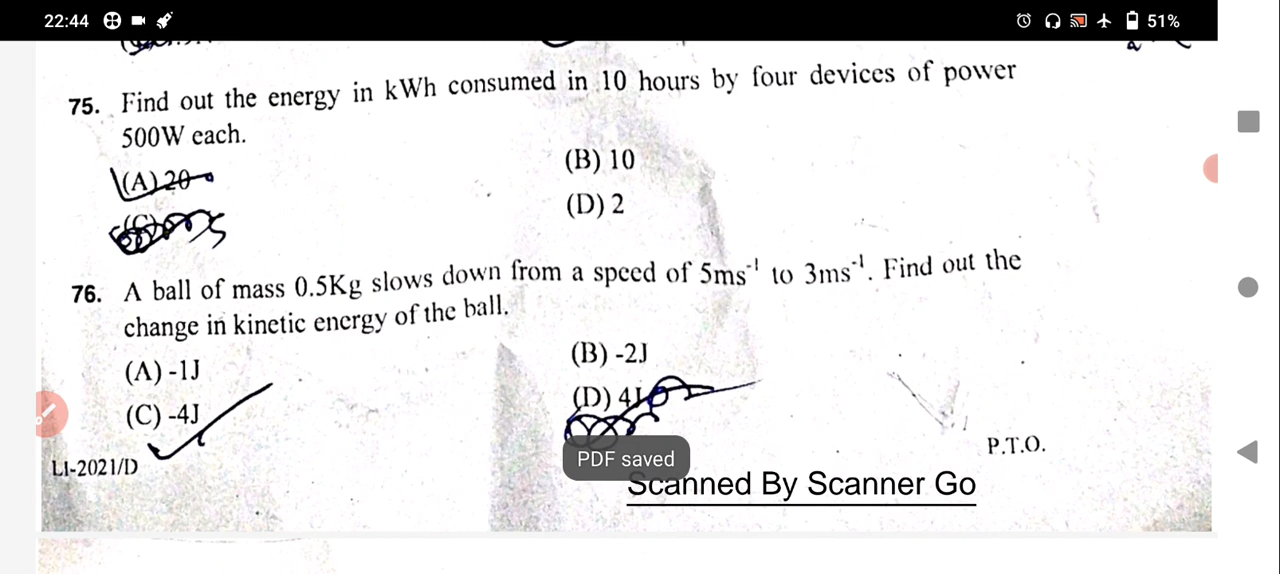 22:44 51%
75. Find out the energy in kWh consumed in 10 hours by four devices of power
500W each.
(A) 20 (B) 10
(C) (D) 2
76. A ball of mass 0.5Kg slows down from a speed of 5ms⁻¹ to 3ms⁻¹. Find out the
change in kinetic energy of the ball.
(A) -1J (B) -2J
(C) -4J (D) 4J
LI-2021/D P.T.O.
PDF saved
Scanned By Scanner Go